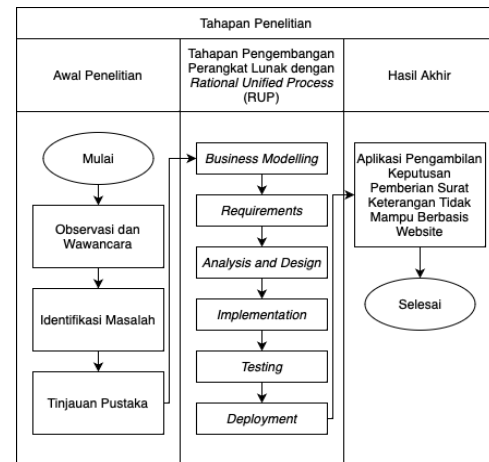 Tahapan Penelitian
Awal Penelitian
Tahapan Pengembangan
Perangkat Lunak dengan
Rational Unified Process
(RUP)
Hasil Akhir
Mulai
Observasi dan
Wawancara
Identifikasi Masalah
Tinjauan Pustaka
Business Modelling
Requirements
Analysis and Design
Implementation
Testing
Deployment
Aplikasi Pengambilan
Keputusan
Pemberian Surat
Keterangan Tidak
Mampu Berbasis
Website
Selesai